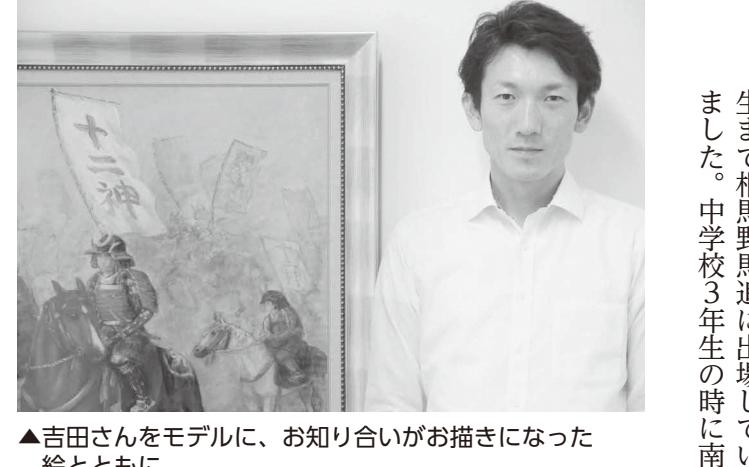 生まで相馬野馬追に出場してい
ました。中学校3年生の時に南
十二神
▲吉田さんをモデルに、お知り合いがお描きになった
絵とともに